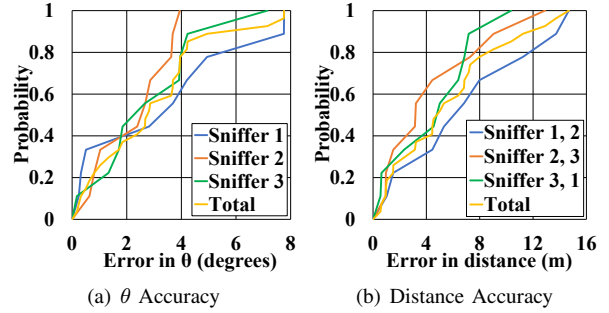 1
0.8
0.6
0.4
0.2
0
Probability
0 2 4 6 8
Error in θ (degrees)
Sniffer 1
Sniffer 2
Sniffer 3
Total
(a) θ Accuracy
1
0.8
0.6
0.4
0.2
0
Probability
0 4 8 12 16
Error in distance (m)
Sniffer 1, 2
Sniffer 2, 3
Sniffer 3, 1
Total
(b) Distance Accuracy